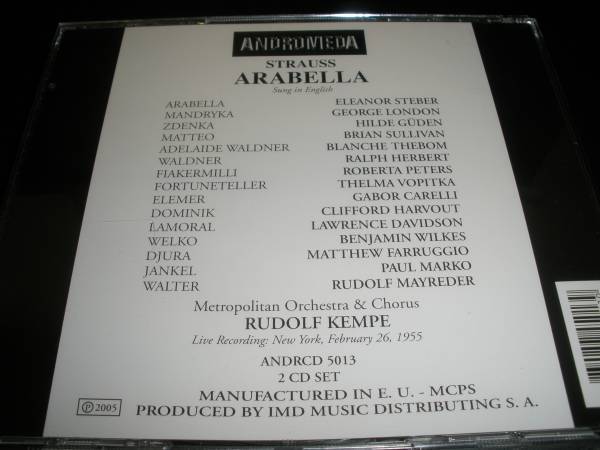 ANDROMEDA
STRAUSS
ARABELLA
Sung in English
ARABELLA ELEANOR STEBER
MANDRYKA GEORGE LONDON
ZDENKA HILDE GÜDEN
MATTEO BRIAN SULLIVAN
ADELAIDE WALDNER BLANCHE THEBOM
WALDNER RALPH HERBERT
FIAKERMILLI ROBERTA PETERS
FORTUNETELLER THELMA VOPITKA
ELEMER GABOR CARELLI
DOMINIK CLIFFORD HARVOUT
LAMORAL LAWRENCE DAVIDSON
WELKO BENJAMIN WILKES
DJURA MATTHEW FARRUGGIO
JANKEL PAUL MARKO
WALTER RUDOLF MAYREDER
Metropolitan Orchestra & Chorus
RUDOLF KEMPE
Live Recording: New York, February 26, 1955
ANDRCD 5013
2 CD SET
MANUFACTURED IN E. U. - MCPS
℗ 2005 PRODUCED BY IMD MUSIC DISTRIBUTING S. A.